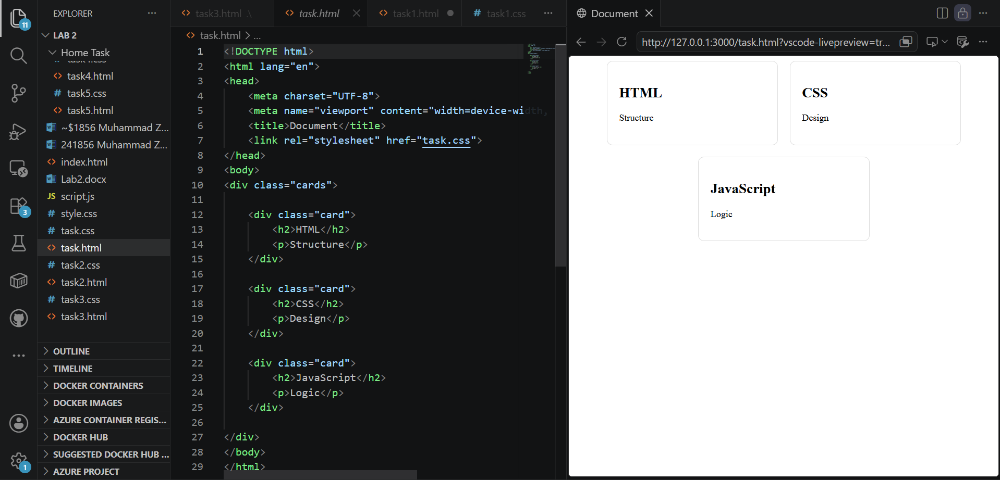 EXPLORER
LAB 2
Home Task
task4.css
task4.html
task5.css
task5.html
~$1856 Muhammad Z...
241856 Muhammad Z...
index.html
Lab2.docx
JS script.js
style.css
task.css
task.html
task2.css
task2.html
task3.css
task3.html
OUTLINE
TIMELINE
DOCKER CONTAINERS
DOCKER IMAGES
AZURE CONTAINER REGIS...
DOCKER HUB
SUGGESTED DOCKER HUB ...
AZURE PROJECT
11
3
1
task3.html .\
task.html
task1.html
# task1.css
task.html > ...
1 <!DOCTYPE html>
2 <html lang="en">
3 <head>
4 <meta charset="UTF-8">
5 <meta name="viewport" content="width=device-width,
6 <title>Document</title>
7 <link rel="stylesheet" href="task.css">
8 </head>
9 <body>
10 <div class="cards">
11
12 <div class="card">
13 <h2>HTML</h2>
14 <p>Structure</p>
15 </div>
16
17 <div class="card">
18 <h2>CSS</h2>
19 <p>Design</p>
20 </div>
21
22 <div class="card">
23 <h2>JavaScript</h2>
24 <p>Logic</p>
25 </div>
26
27 </div>
28 </body>
29 </html>
Document
http://127.0.0.1:3000/task.html?vscode-livepreview=tr...
HTML
Structure
CSS
Design
JavaScript
Logic